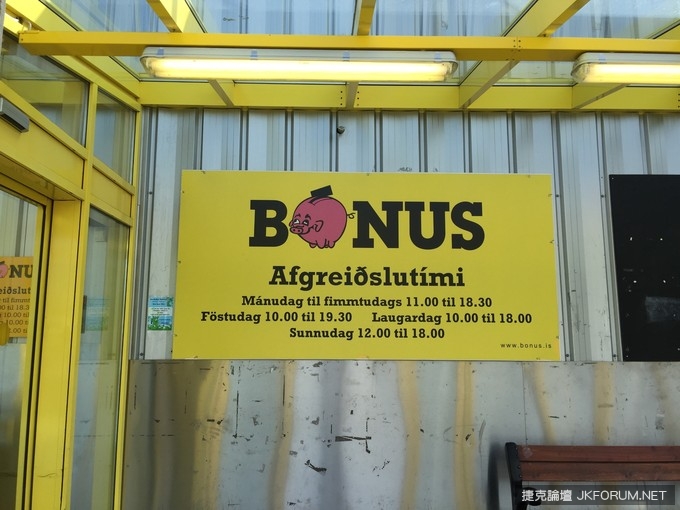 BONUS
Afgreiðslutími
Mánudag til fimmtudags 11.00 til 18.30
Föstudag 10.00 til 19.30 Laugardag 10.00 til 18.00
Sunnudag 12.00 til 18.00
www.bonus.is
NUS
捷克論壇 JKFORUM.NET